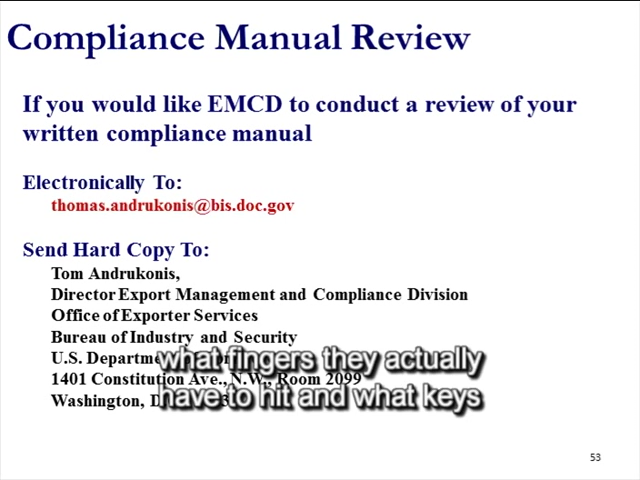 Compliance Manual Review
If you would like EMCD to conduct a review of your
written compliance manual
Electronically To:
thomas.andrukonis@bis.doc.gov
Send Hard Copy To:
Tom Andrukonis,
Director Export Management and Compliance Division
Office of Exporter Services
Bureau of Industry and Security
U.S.
1401 Constitution Ave., N.W., Room 2099
Washington,
what fingers they actually
have to hit and what keys
53